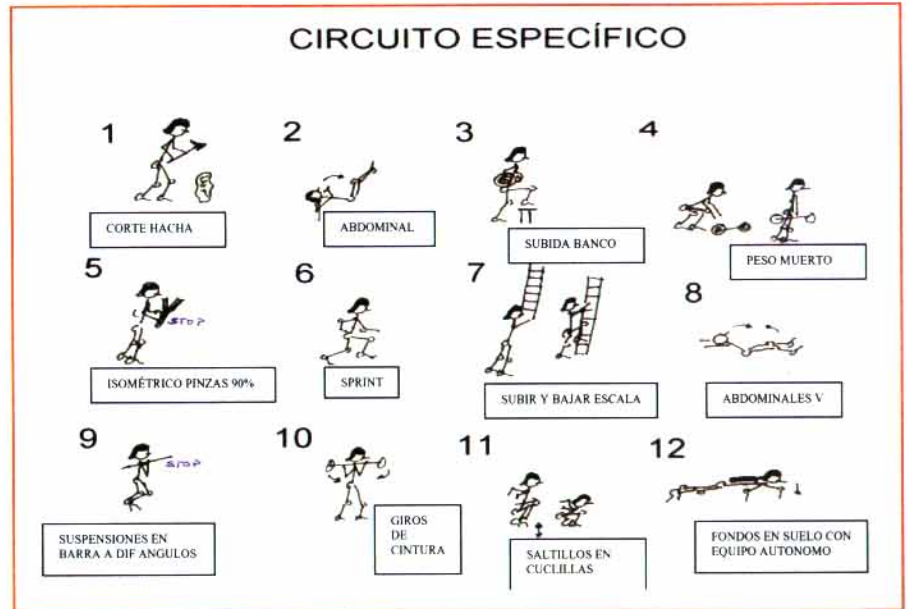 CIRCUITO ESPECÍFICO
1
CORTE HACHA
2
ABDOMINAL
3
SUBIDA BANCO
4
PESO MUERTO
5
STOP
ISOMÉTRICO PINZAS 90%
6
SPRINT
7
SUBIR Y BAJAR ESCALA
8
ABDOMINALES V
9
STOP
SUSPENSIONES EN
BARRA A DIF ANGULOS
10
GIROS
DE
CINTURA
11
SALTILLOS EN
CUCLILLAS
12
FONDOS EN SUELO CON
EQUIPO AUTONOMO